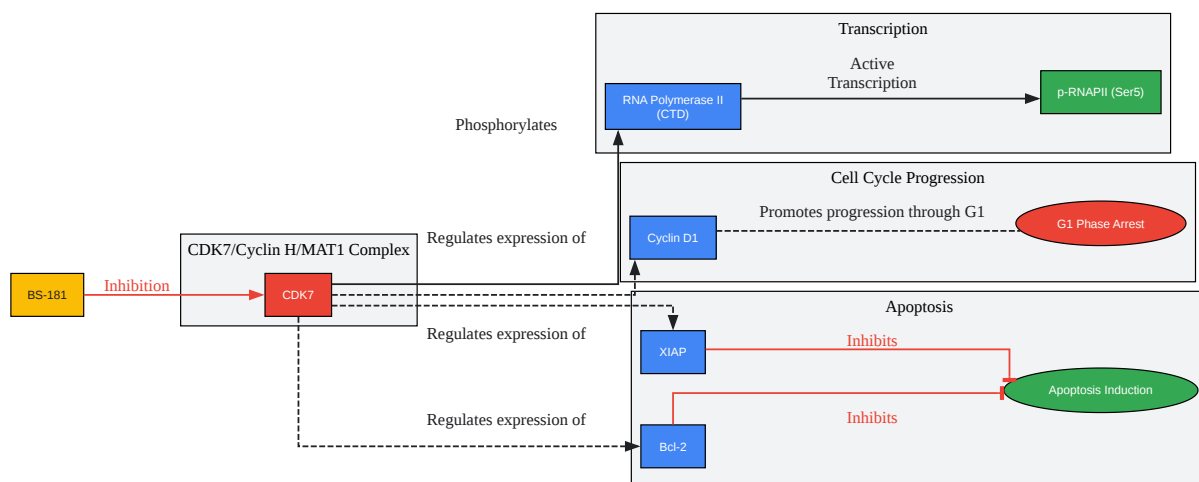 Transcription
Active
Transcription
RNA Polymerase II
(CTD)
p-RNAPII (Ser5)
Phosphorylates
Cell Cycle Progression
Promotes progression through G1
Cyclin D1
G1 Phase Arrest
Regulates expression of
CDK7/Cyclin H/MAT1 Complex
BS-181
Inhibition
CDK7
Apoptosis
Regulates expression of
XIAP
Inhibits
Apoptosis Induction
Regulates expression of
Inhibits
Bcl-2